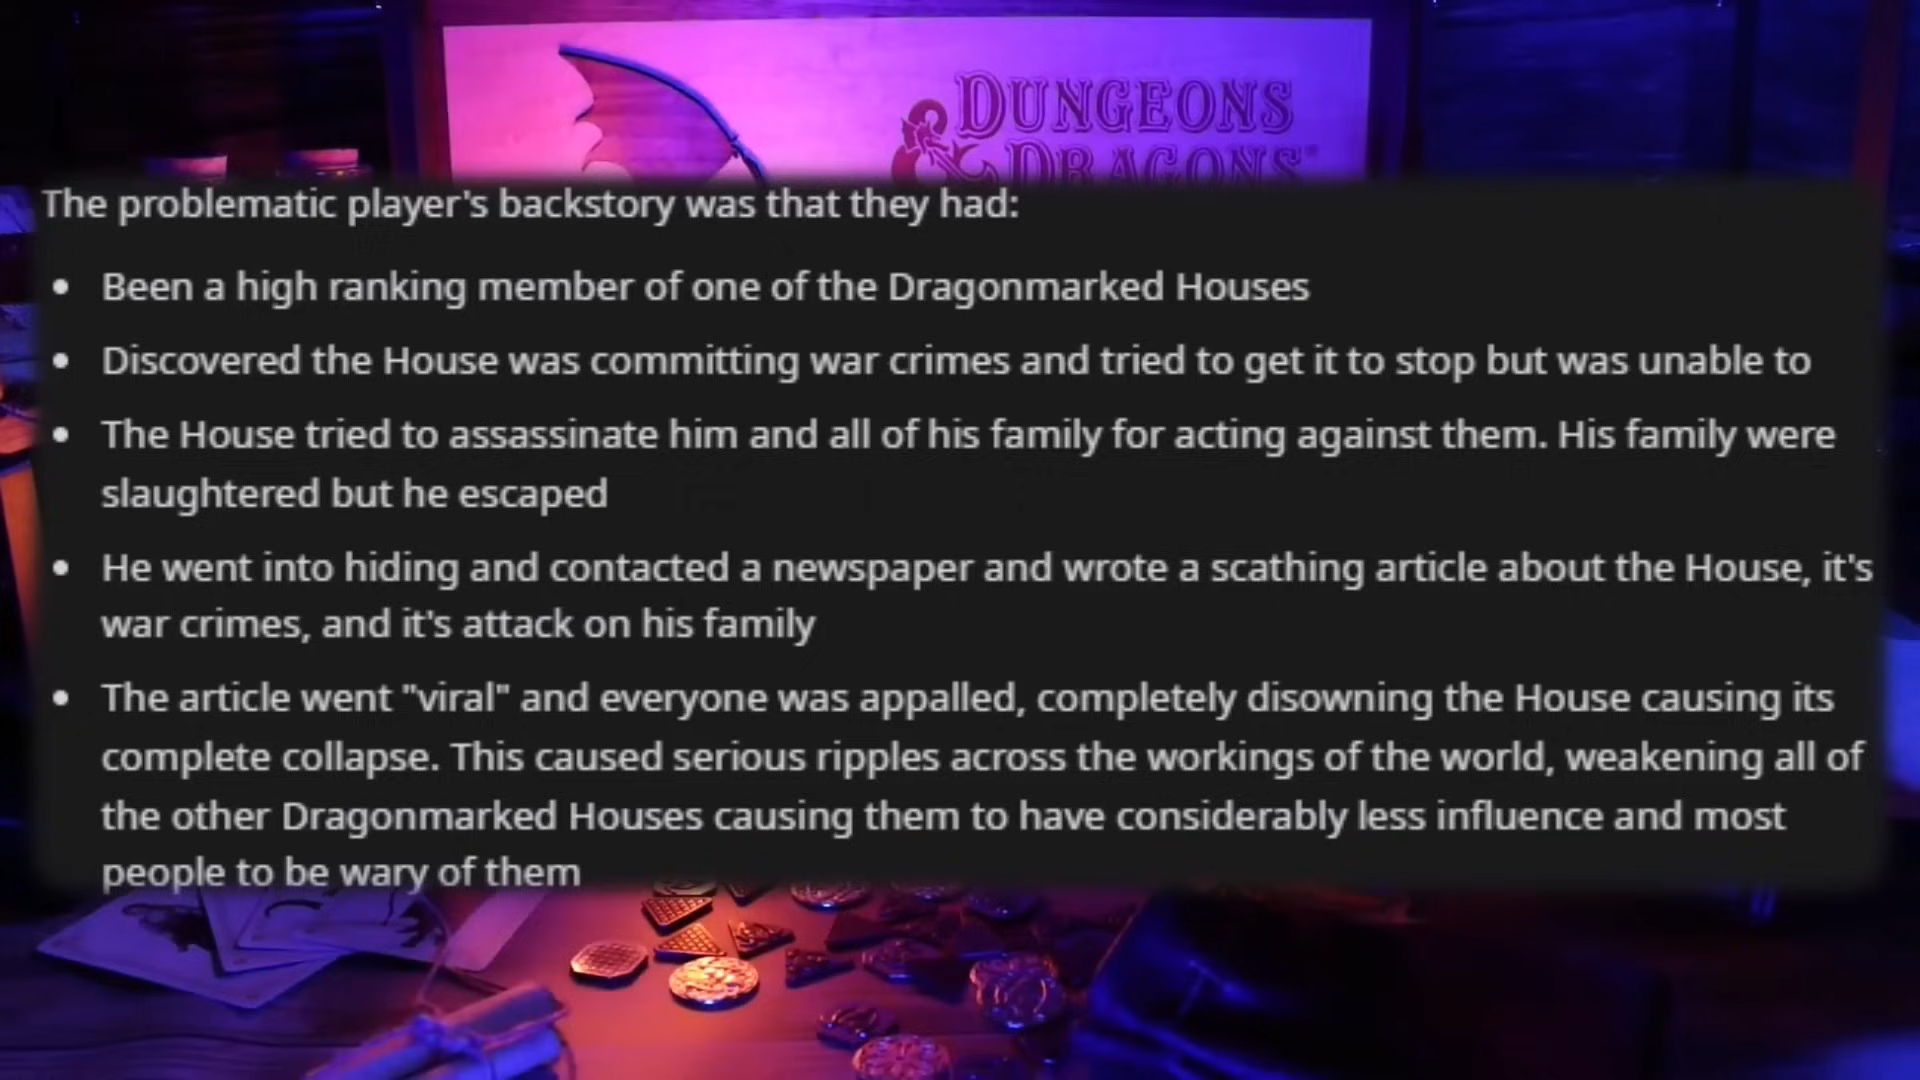 DUNGEONS
& DRAGONS™
The problematic player's backstory was that they had:
• Been a high ranking member of one of the Dragonmarked Houses
• Discovered the House was committing war crimes and tried to get it to stop but was unable to
• The House tried to assassinate him and all of his family for acting against them. His family were
slaughtered but he escaped
• He went into hiding and contacted a newspaper and wrote a scathing article about the House, it's
war crimes, and it's attack on his family
• The article went "viral" and everyone was appalled, completely disowning the House causing its
complete collapse. This caused serious ripples across the workings of the world, weakening all of
the other Dragonmarked Houses causing them to have considerably less influence and most
people to be wary of them